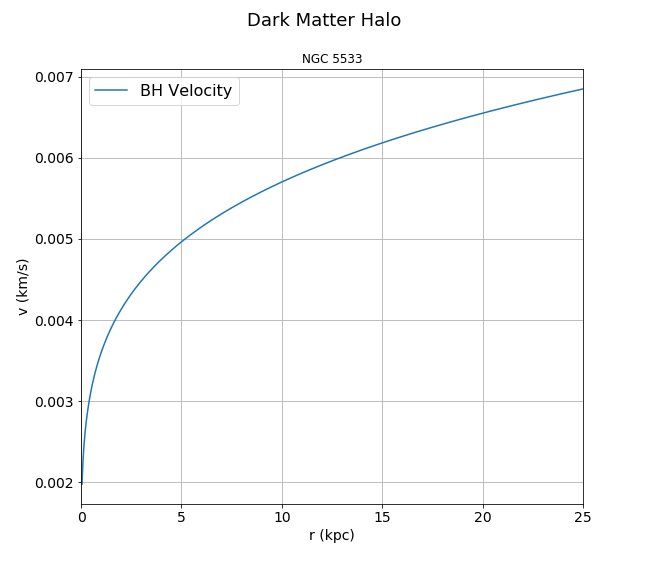 Dark Matter Halo
NGC 5533
BH Velocity
0.007
0.006
0.005
0.004
0.003
0.002
v (km/s)
0 5 10 15 20 25
r (kpc)